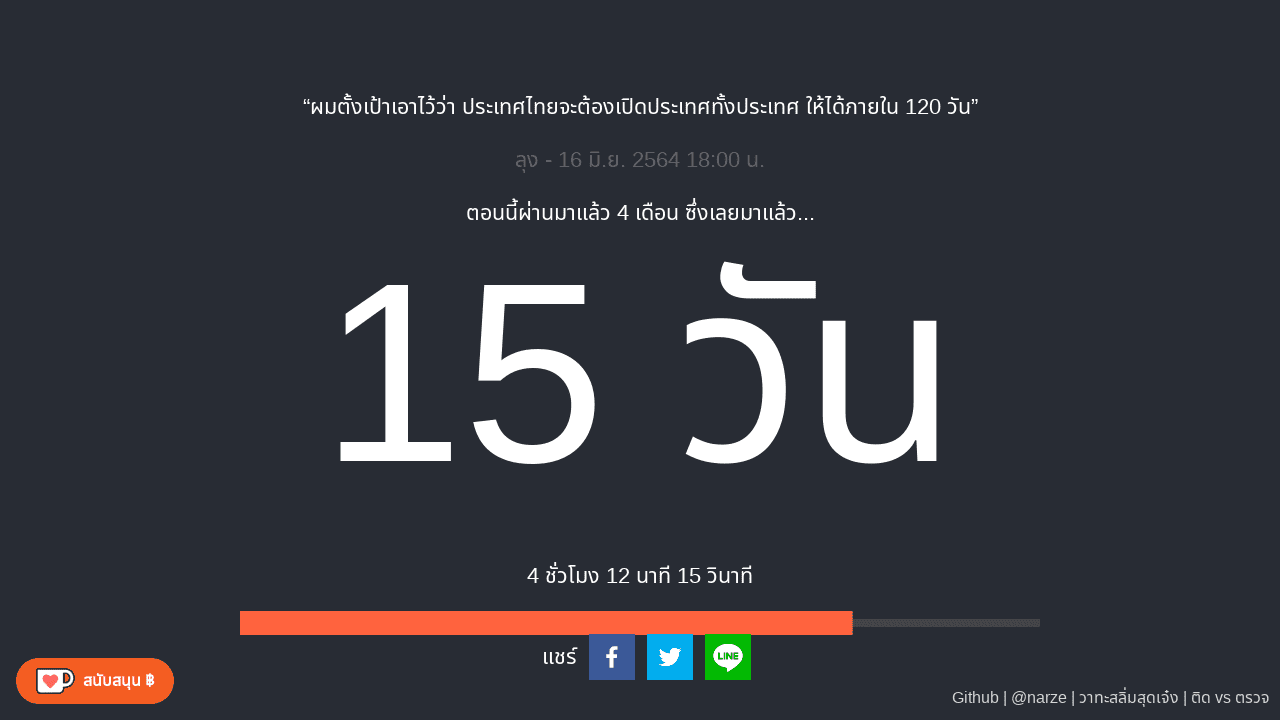 “ผมตั้งเป้าเอาไว้ว่า ประเทศไทยจะต้องเปิดประเทศทั้งประเทศ ให้ได้ภายใน 120 วัน”
ลุง - 16 มิ.ย. 2564 18:00 น.
ตอนนี้ผ่านมาแล้ว 4 เดือน ซึ่งเลยมาแล้ว...
15 วัน
4 ชั่วโมง 12 นาที 15 วินาที
แชร์ LINE
สนับสนุน ฿
Github | @narze | วาทะสลิ่มสุดเจ๋ง | ติด vs ตรวจ